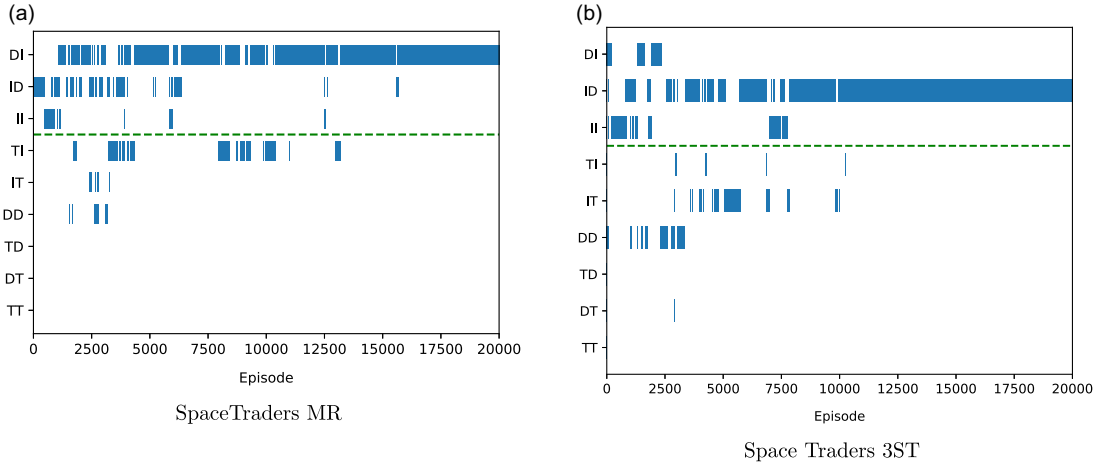 (a)
DI
ID
II
TI
IT
DD
TD
DT
TT
0 2500 5000 7500 10000 12500 15000 17500 20000
Episode
SpaceTraders MR
(b)
DI
ID
II
TI
IT
DD
TD
DT
TT
0 2500 5000 7500 10000 12500 15000 17500 20000
Episode
Space Traders 3ST